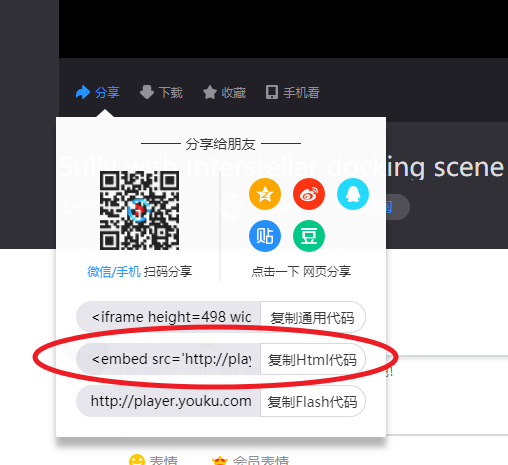 分享 下载 收藏 手机看
分享给朋友
Sully with Interstellar docking scene
贴 豆
微信/手机 扫码分享 点击一下 网页分享
<iframe height=498 wic 复制通用代码
<embed src='http://play 复制Html代码
http://player.youku.com 复制Flash代码
表情 会员表情